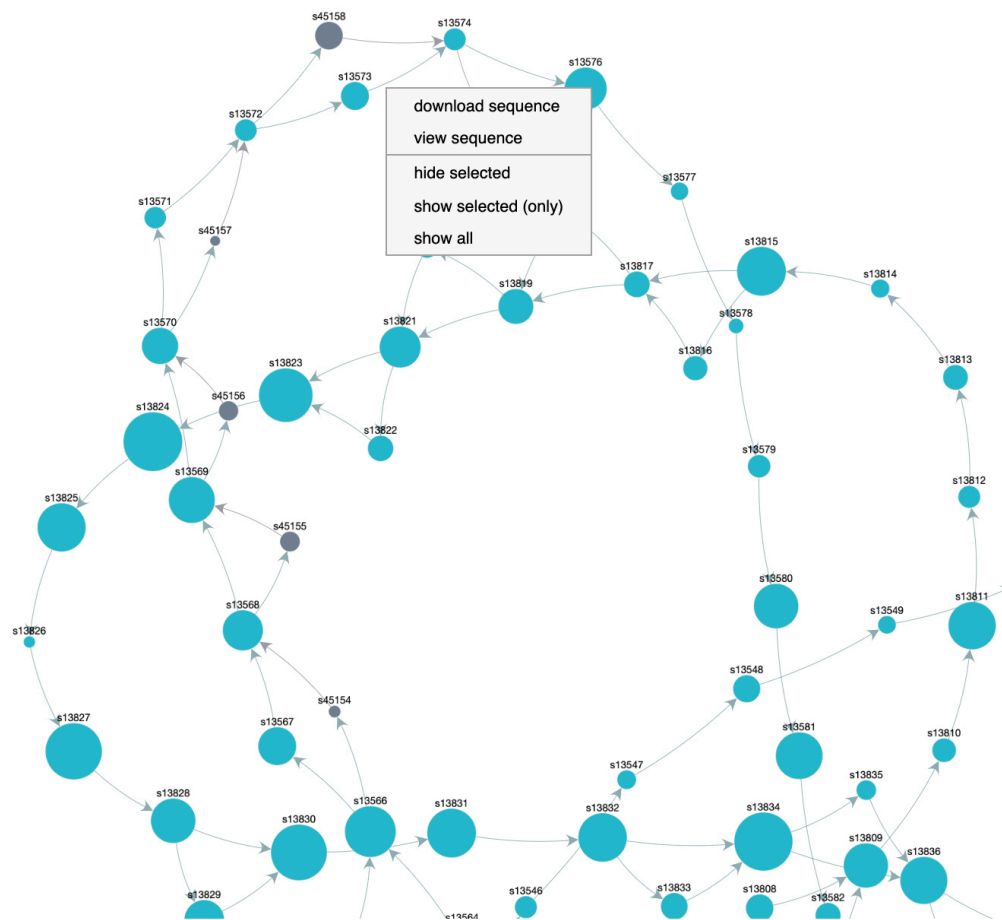 s45158
s13574
s13576
s13573
download sequence
s13572
view sequence
hide selected
s13577
s13571
show selected (only)
s45157
show all
s13815
s13817
s13814
s13819
s13570
s13821
s13578
s13816
s13823
s13813
s45156
s13824
s13822
s13569
s13579
s13825
s13812
s45155
s13580
s13568
s13811
s13549
s13826
s13548
s45154
s13827
s13567
s13581
s13810
s13547
s13835
s13828
s13566
s13831
s13832
s13834
s13830
s13809
s13836
s13829
s13546
s13833
s13808
s13582
s13564